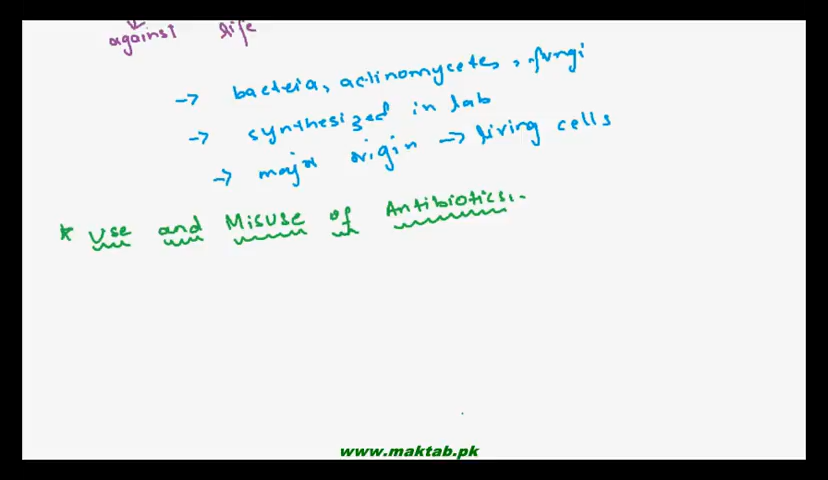 against life
→ bacteria, actinomycetes, fungi
→ synthesized in lab
→ major origin → living cells
* Use and Misuse of Antibiotics:-
www.maktab.pk